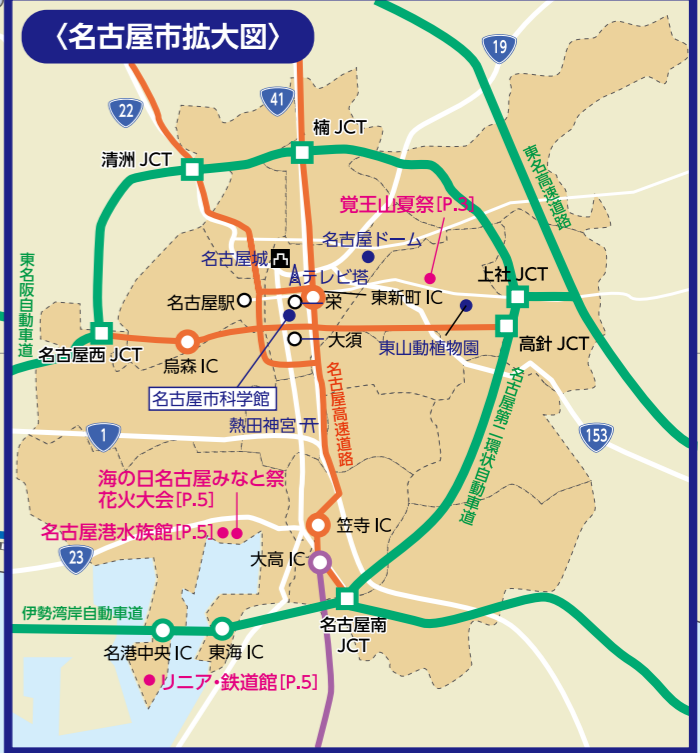 〈名古屋市拡大図〉
19
41
22
楠 JCT
清洲 JCT
東名高速道路
覚王山夏祭[P.3]
名古屋ドーム
名古屋城
テレビ塔
上社 JCT
東名阪自動車道
名古屋駅
栄
東新町 IC
名古屋西 JCT
烏森 IC
大須
東山動植物園
高針 JCT
名古屋市科学館
名古屋高速道路
熱田神宮
名古屋第二環状自動車道
1
153
海の日名古屋みなと祭
花火大会[P.5]
名古屋港水族館[P.5]
笠寺 IC
23
大高 IC
伊勢湾岸自動車道
名古屋南
JCT
名港中央 IC
東海 IC
リニア・鉄道館[P.5]